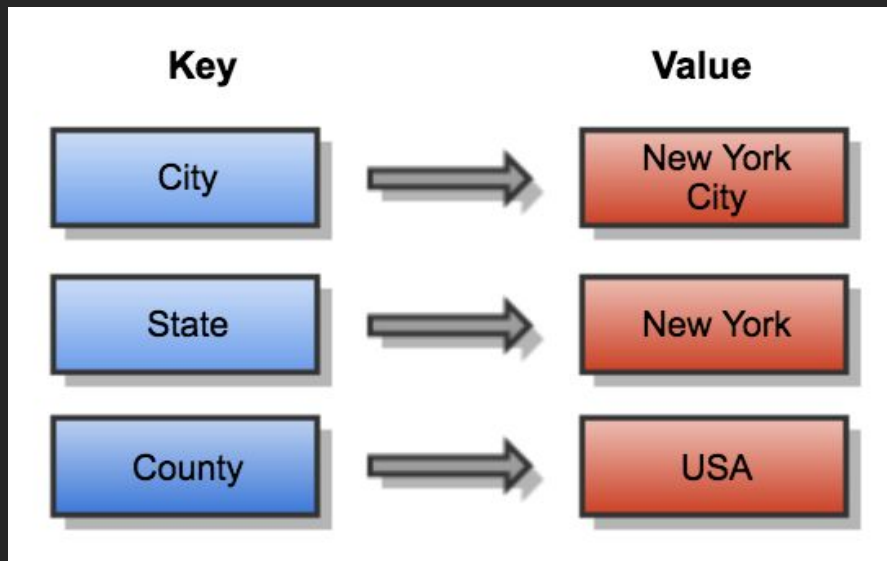 Key Value
City
New York
City
State
New York
County
USA